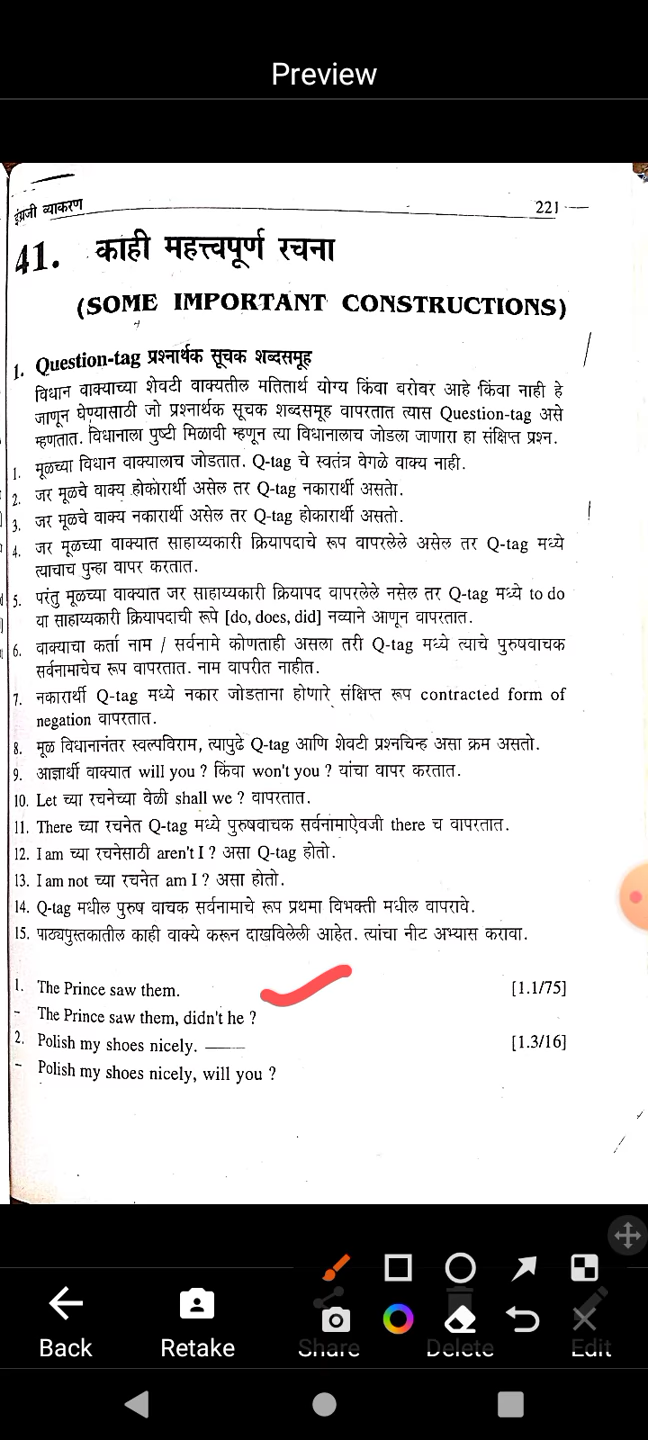 Preview
इंग्रजी व्याकरण
221
41. काही महत्त्वपूर्ण रचना
(SOME IMPORTANT CONSTRUCTIONS)
1. Question-tag प्रश्नार्थक सूचक शब्दसमूह
विधान वाक्याच्या शेवटी वाक्यातील मतितार्थ योग्य किंवा बरोबर आहे किंवा नाही हे
जाणून घेण्यासाठी जो प्रश्नार्थक सूचक शब्दसमूह वापरतात त्यास Question-tag असे
म्हणतात. विधानाला पुष्टी मिळावी म्हणून त्या विधानालाच जोडला जाणारा हा संक्षिप्त प्रश्न.
1. मूळच्या विधान वाक्यालाच जोडतात. Q-tag चे स्वतंत्र वेगळे वाक्य नाही.
2. जर मूळचे वाक्य होकारार्थी असेल तर Q-tag नकारार्थी असतो.
3. जर मूळचे वाक्य नकारार्थी असेल तर Q-tag होकारार्थी असतो.
4. जर मूळच्या वाक्यात साहाय्यकारी क्रियापदाचे रूप वापरलेले असेल तर Q-tag मध्ये
त्याचाच पुन्हा वापर करतात.
5. परंतु मूळच्या वाक्यात जर साहाय्यकारी क्रियापद वापरलेले नसेल तर Q-tag मध्ये to do
या साहाय्यकारी क्रियापदाची रूपे [do, does, did] नव्याने आणून वापरतात.
6. वाक्याचा कर्ता नाम / सर्वनामे कोणताही असला तरी Q-tag मध्ये त्याचे पुरुषवाचक
सर्वनामाचेच रूप वापरतात. नाम वापरीत नाहीत.
7. नकारार्थी Q-tag मध्ये नकार जोडताना होणारे संक्षिप्त रूप contracted form of
negation वापरतात.
8. मूळ विधानानंतर स्वल्पविराम, त्यापुढे Q-tag आणि शेवटी प्रश्नचिन्ह असा क्रम असतो.
9. आज्ञार्थी वाक्यात will you ? किंवा won't you ? यांचा वापर करतात.
10. Let च्या रचनेच्या वेळी shall we ? वापरतात.
11. There च्या रचनेत Q-tag मध्ये पुरुषवाचक सर्वनामाऐवजी there च वापरतात.
12. I am च्या रचनेसाठी aren't I ? असा Q-tag होतो.
13. I am not च्या रचनेत am I ? असा होतो.
14. Q-tag मधील पुरुष वाचक सर्वनामाचे रूप प्रथमा विभक्ती मधील वापरावे.
15. पाठ्यपुस्तकातील काही वाक्ये करून दाखविलेली आहेत. त्यांचा नीट अभ्यास करावा.
1. The Prince saw them. [1.1/75]
- The Prince saw them, didn't he ?
2. Polish my shoes nicely. —— [1.3/16]
- Polish my shoes nicely, will you ?
Back Retake Share Delete Edit